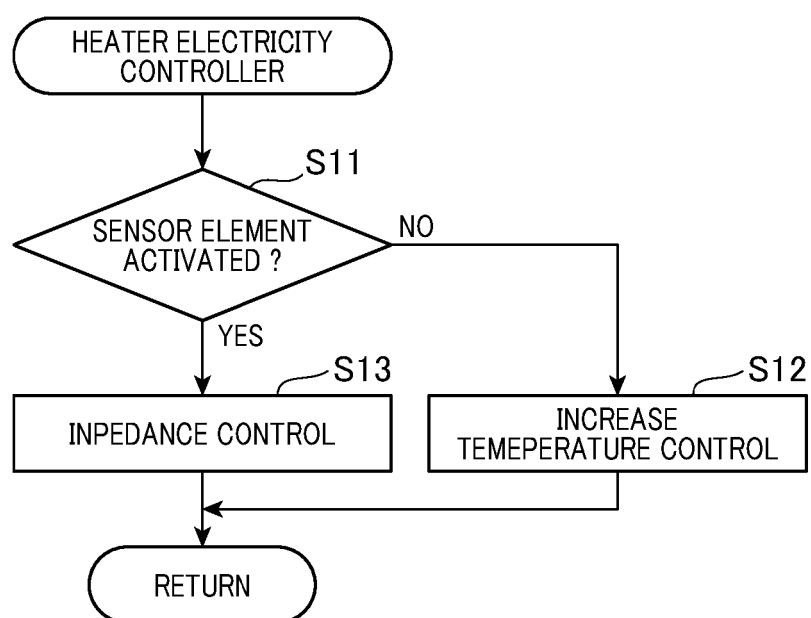 HEATER ELECTRICITY
CONTROLLER
S11
SENSOR ELEMENT
ACTIVATED ?
NO
YES
S13
S12
INPEDANCE CONTROL
INCREASE
TEMEPERATURE CONTROL
RETURN